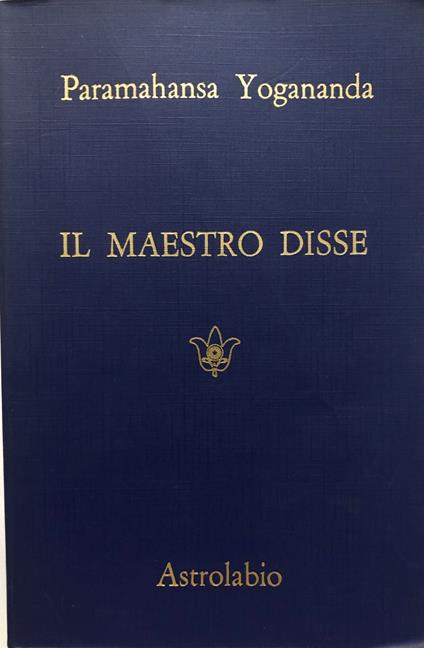 Paramahansa Yogananda
IL MAESTRO DISSE
Astrolabio